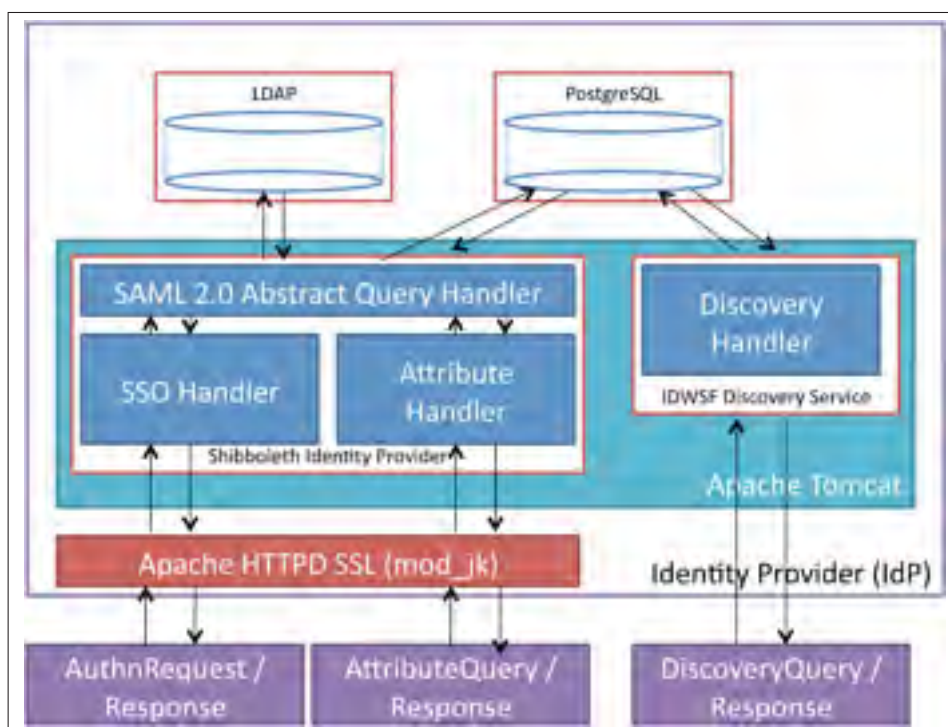 LDAP
PostgreSQL
SAML 2.0 Abstract Query Handler
SSO Handler
Attribute
Handler
Shibboleth Identity Provider
Discovery
Handler
IDWSF Discovery Service
Apache Tomcat
Apache HTTPD SSL (mod_jk)
Identity Provider (IdP)
AuthnRequest /
Response
AttributeQuery /
Response
DiscoveryQuery /
Response